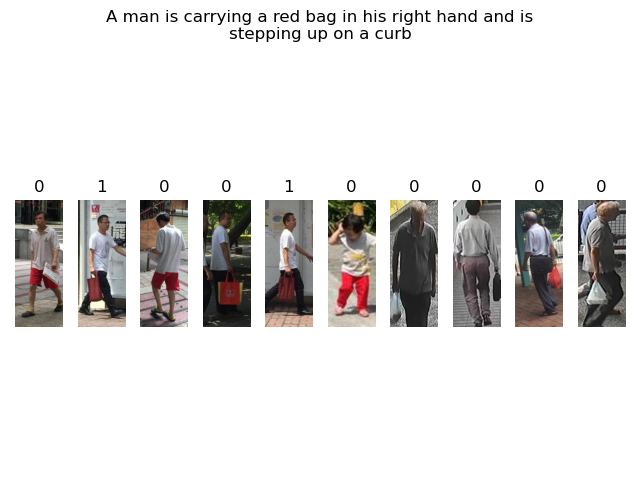 A man is carrying a red bag in his right hand and is
stepping up on a curb
0 1 0 0 1 0 0 0 0 0